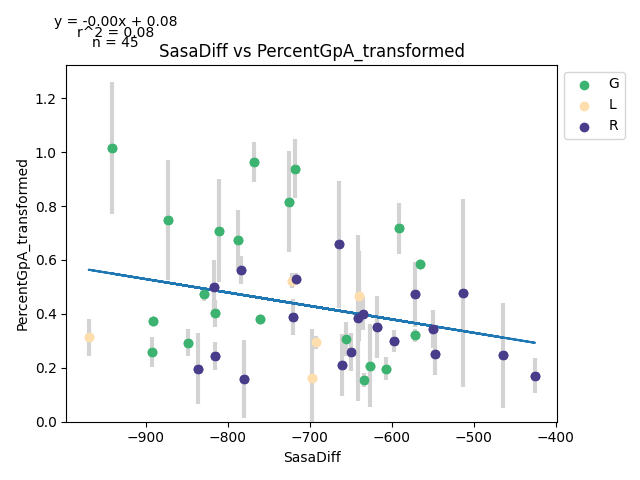 y = -0.00x + 0.08
r^2 = 0.08
n = 45
SasaDiff vs PercentGpA_transformed
G
L
R
PercentGpA_transformed
1.2
1.0
0.8
0.6
0.4
0.2
0.0
−900 −800 −700 −600 −500 −400
SasaDiff